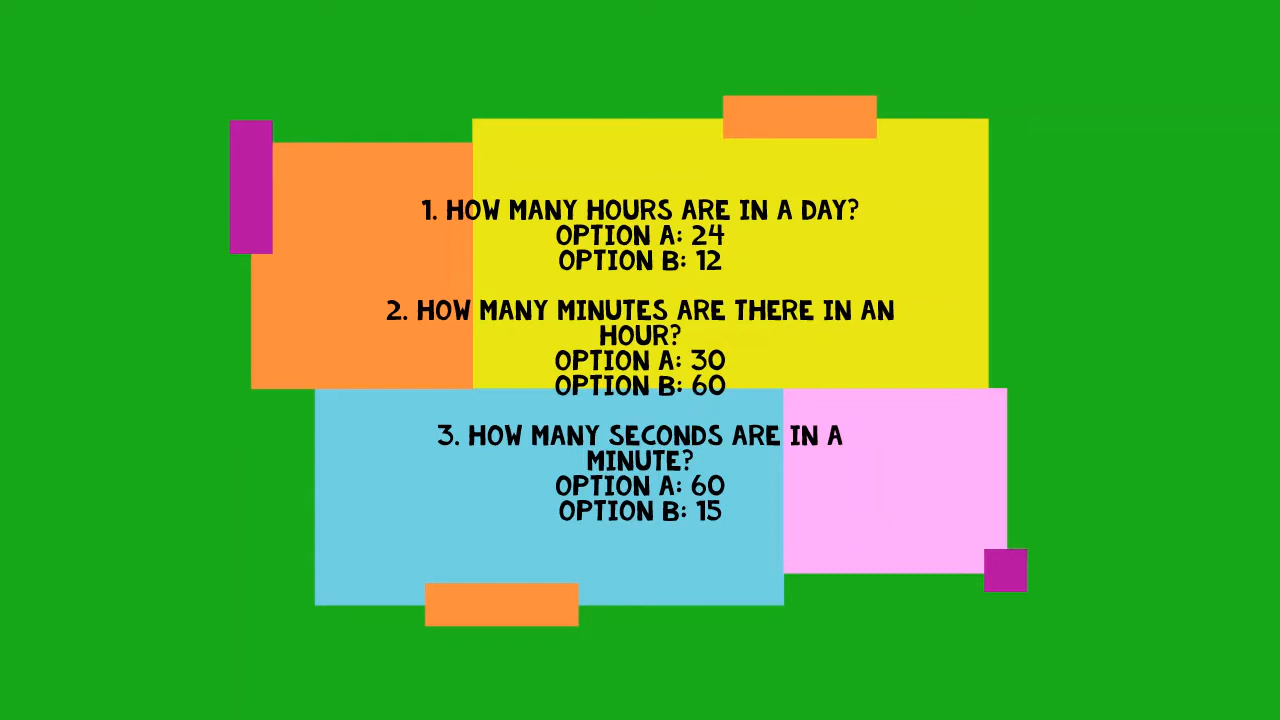 1. HOW MANY HOURS ARE IN A DAY?
OPTION A: 24
OPTION B: 12
2. HOW MANY MINUTES ARE THERE IN AN
HOUR?
OPTION A: 30
OPTION B: 60
3. HOW MANY SECONDS ARE IN A
MINUTE?
OPTION A: 60
OPTION B: 15